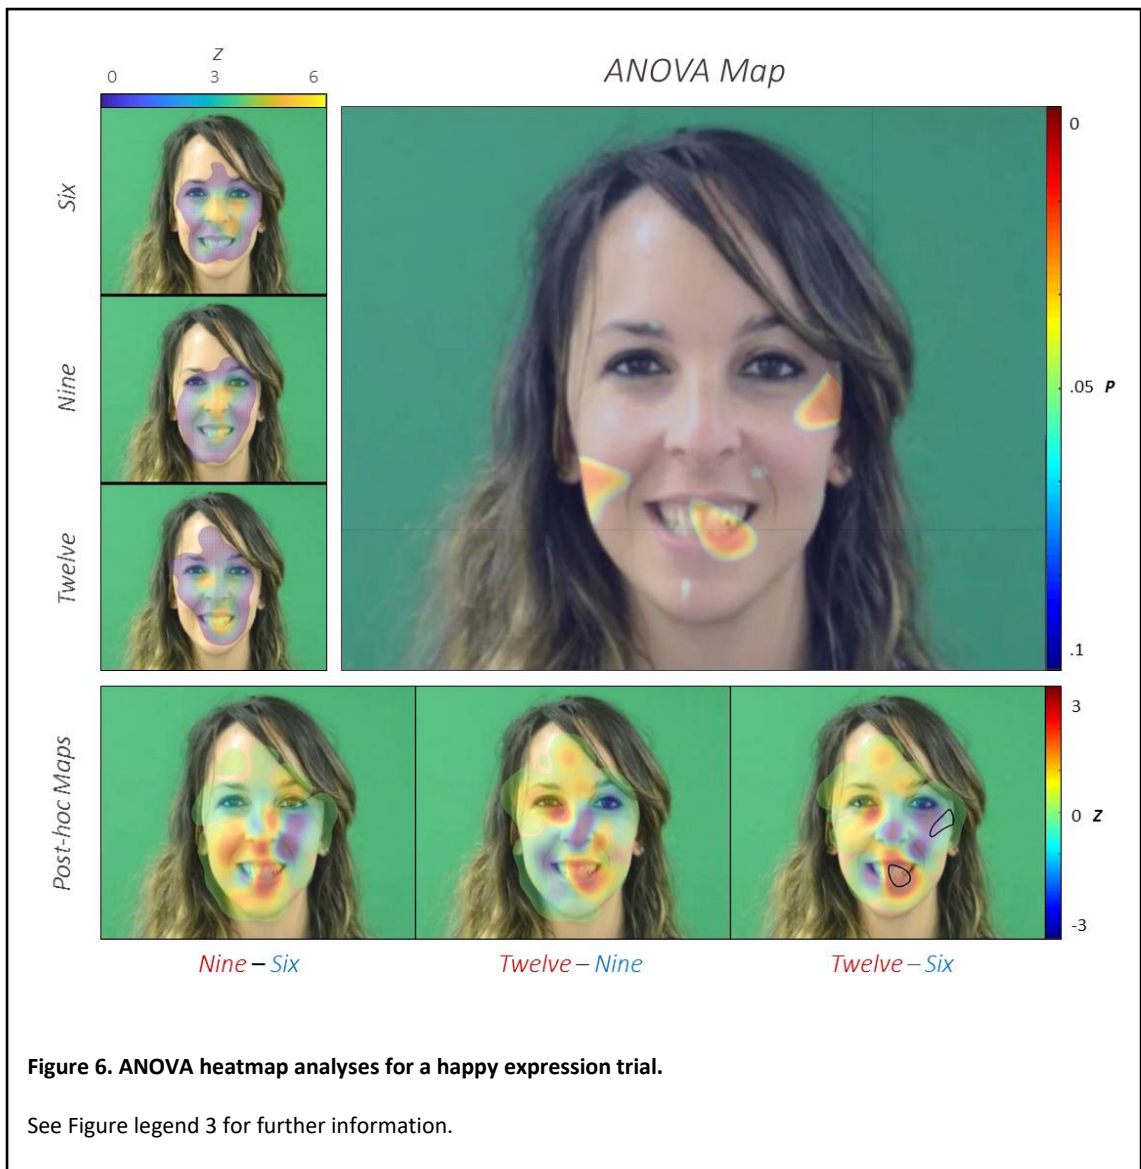 Z
0 3 6
ANOVA Map
Six
Nine
Twelve
0
.05 P
.1
Post-hoc Maps
3
0 Z
-3
Nine – Six
Twelve – Nine
Twelve – Six
Figure 6. ANOVA heatmap analyses for a happy expression trial.
See Figure legend 3 for further information.